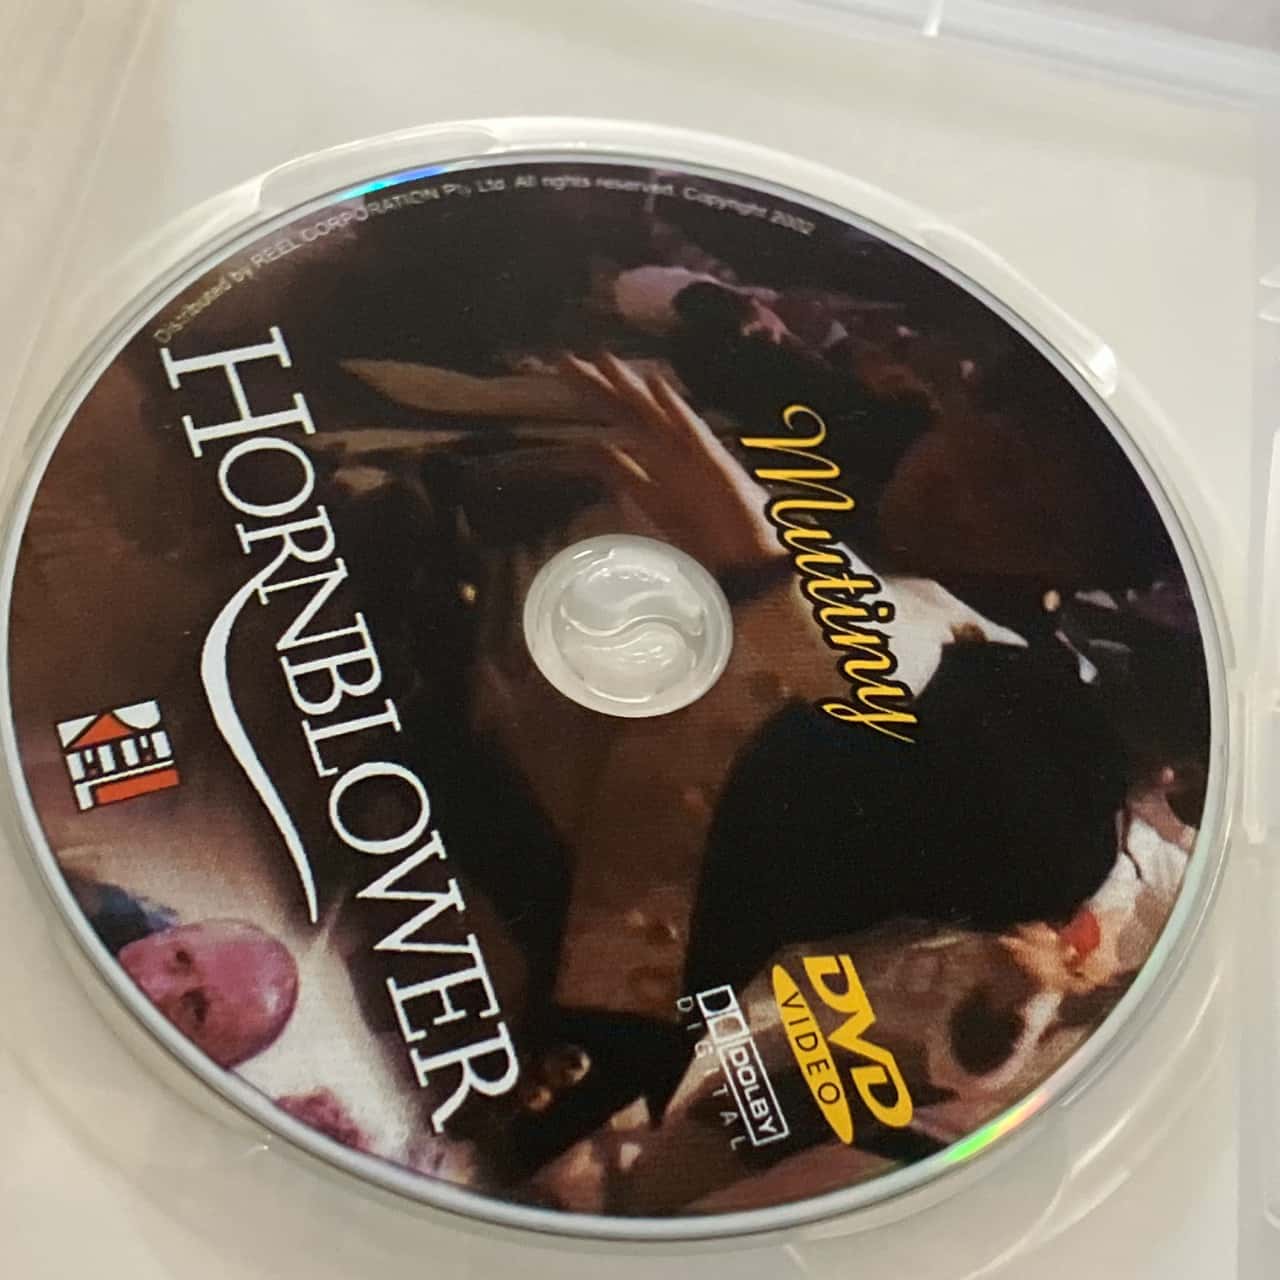 Distributed by REEL CORPORATION Pty Ltd. All rights reserved. Copyright 2002
Mutiny
HORNBLOWER
REEL
DVD
VIDEO
DOLBY
DIGITAL